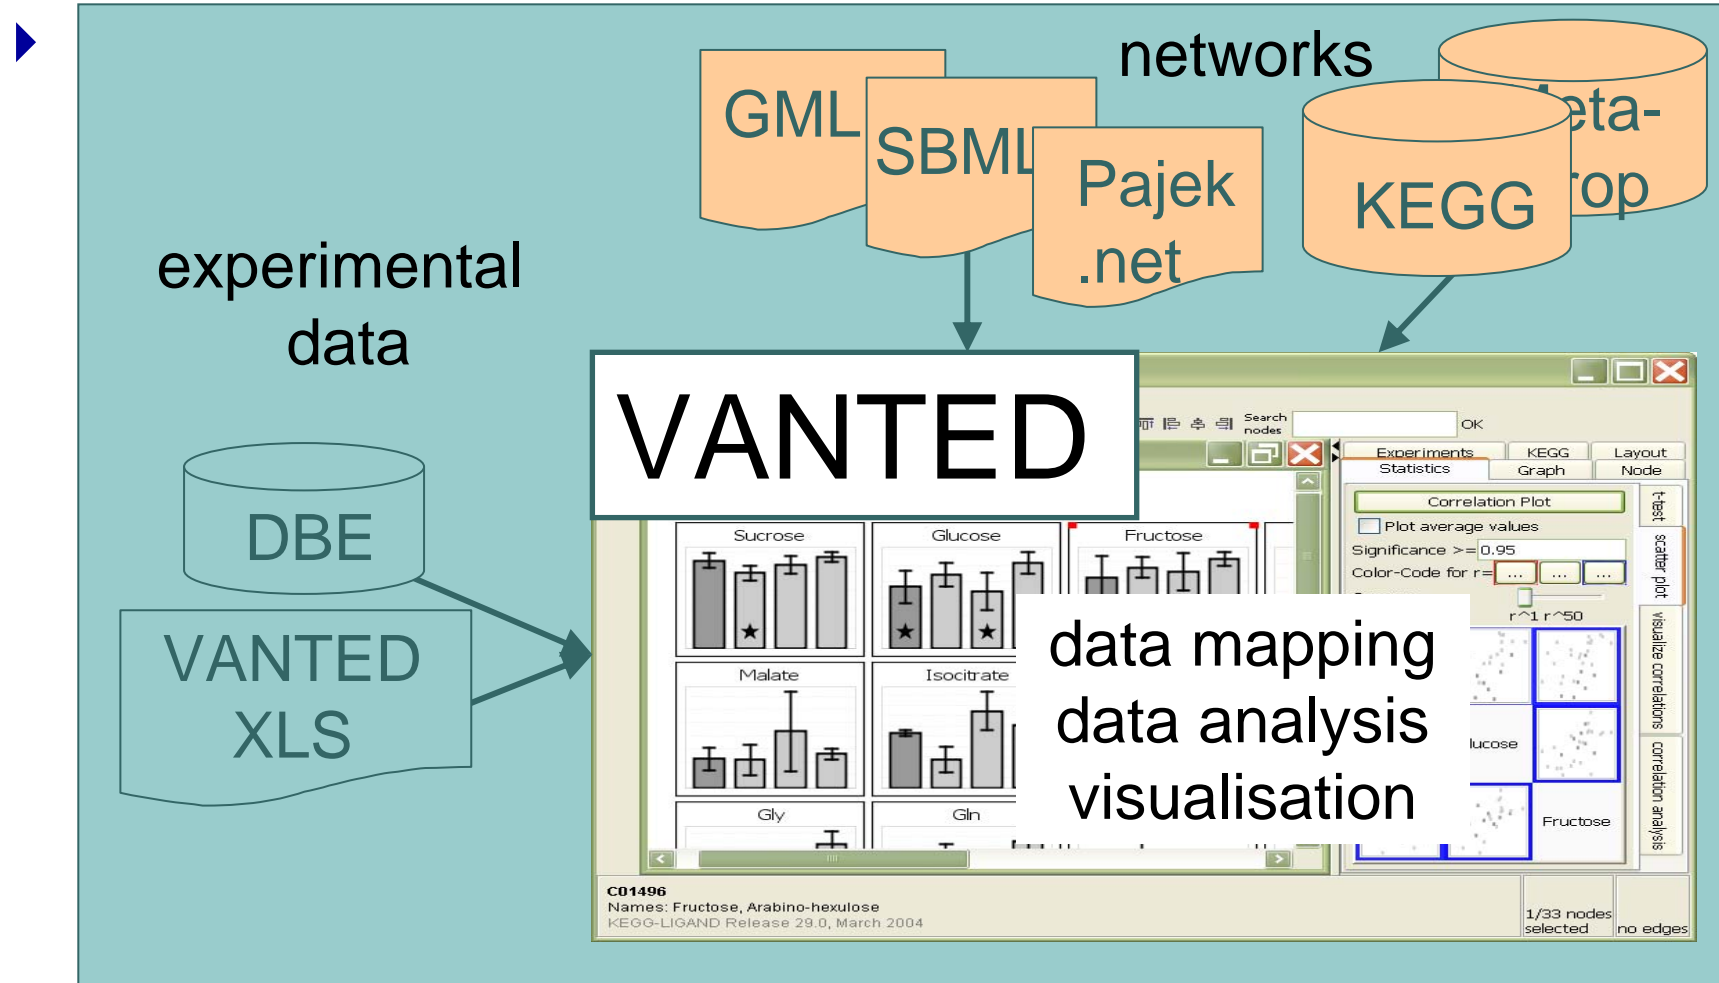 networks
GML
SBML
Pajek
.net
KEGG
experimental
data
DBE
VANTED
XLS
VANTED
Search
nodes
OK
Experiments
KEGG
Layout
Statistics
Graph
Node
Correlation Plot
Plot average values
Significance >= 0.95
Color-Code for r=
... ... ...
r^1 r^50
t-test
scatter plot
visualize correlations
correlation analysis
Sucrose
Glucose
Fructose
Malate
Isocitrate
Gly
Gln
data mapping
data analysis
visualisation
Fructose
C01496
Names: Fructose, Arabino-hexulose
KEGG-LIGAND Release 29.0, March 2004
1/33 nodes
selected
no edges